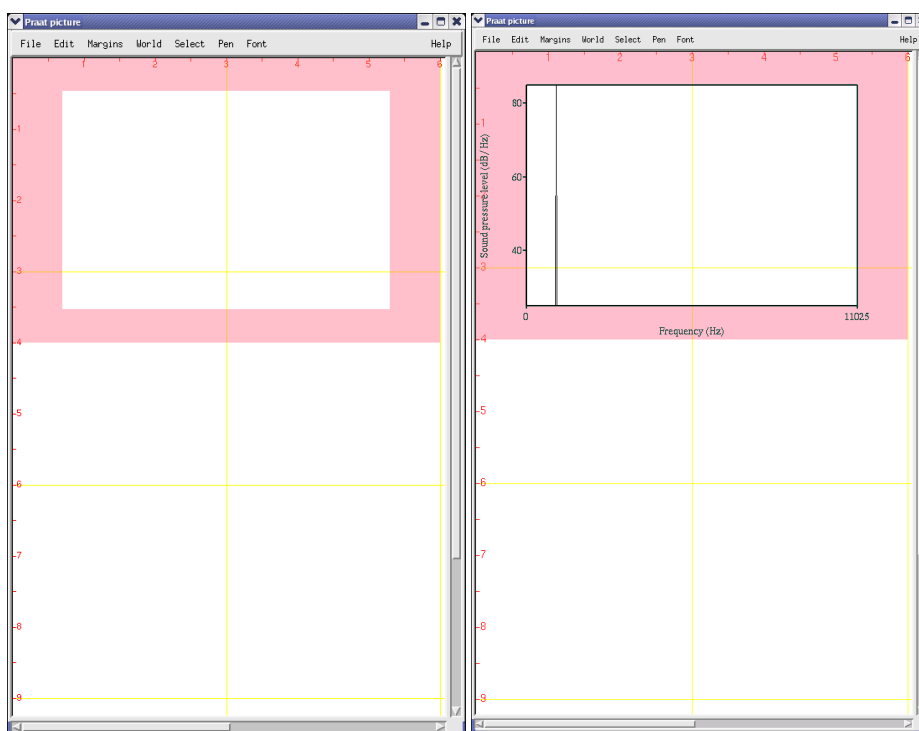 Praat picture
File Edit Margins World Select Pen Font Help
1 2 3 4 5 6
1
2
3
4
5
6
7
8
9
Praat picture
File Edit Margins World Select Pen Font Help
1 2 3 4 5 6
1
2
3
4
5
6
7
8
9
Sound pressure level (dB/Hz)
80
60
40
0 11025
Frequency (Hz)